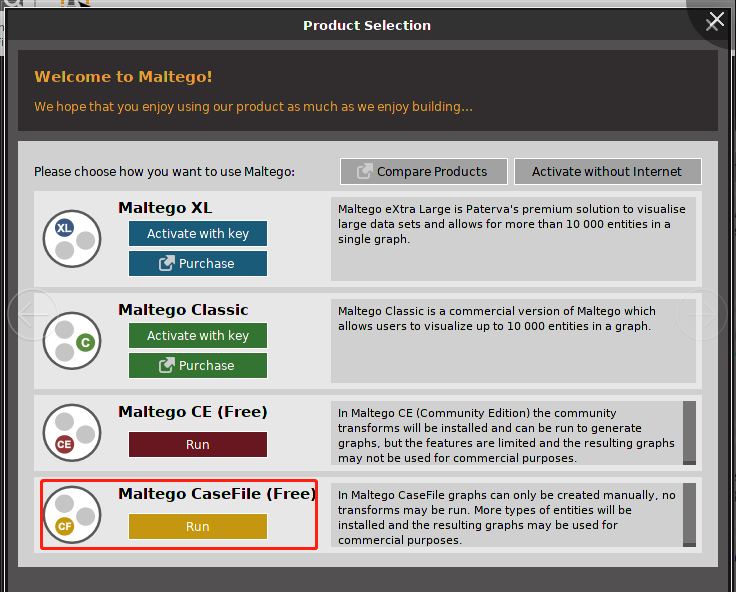 Product Selection
Welcome to Maltego!
We hope that you enjoy using our product as much as we enjoy building...
Please choose how you want to use Maltego:
Compare Products
Activate without Internet
XL
Maltego XL
Activate with key
Purchase
Maltego eXtra Large is Paterva's premium solution to visualise
large data sets and allows for more than 10 000 entities in a
single graph.
C
Maltego Classic
Activate with key
Purchase
Maltego Classic is a commercial version of Maltego which
allows users to visualize up to 10 000 entities in a graph.
CE
Maltego CE (Free)
Run
In Maltego CE (Community Edition) the community
transforms will be installed and can be run to generate
graphs, but the features are limited and the resulting graphs
may not be used for commercial purposes.
CF
Maltego CaseFile (Free)
Run
In Maltego CaseFile graphs can only be created manually, no
transforms may be run. More types of entities will be
installed and the resulting graphs may be used for
commercial purposes.